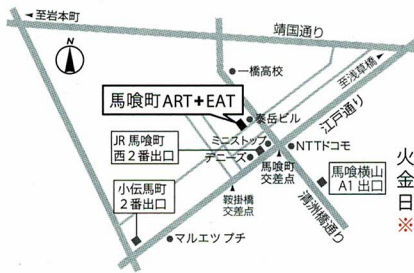 至岩本町
靖国通り
N
一橋高校
至浅草橋
馬喰町ART+EAT
泰岳ビル
江戸通り
JR 馬喰町
西2番出口
ミニストップ
デニーズ
NTTドコモ
小伝馬町
2番出口
鞍掛橋
交差点
馬喰町
交差点
馬喰横山
A1 出口
清洲橋通り
マルエツ プチ
火
金
日
※